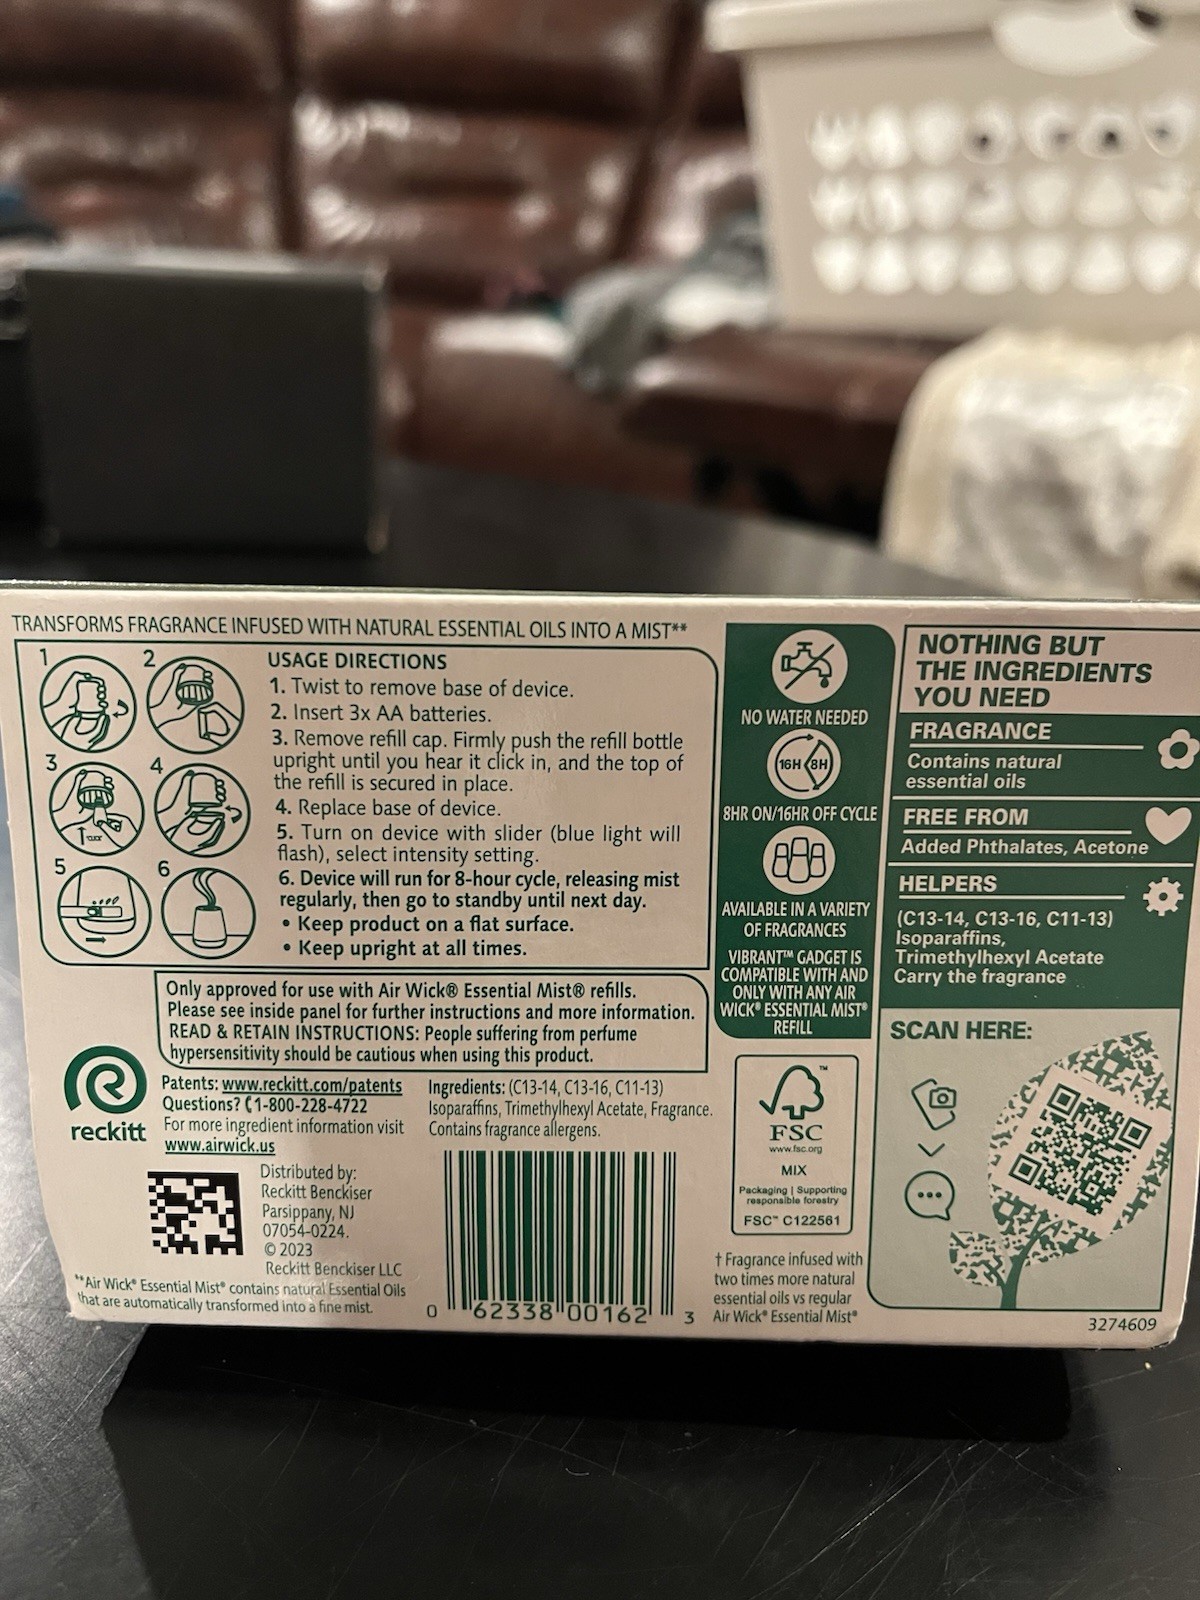 TRANSFORMS FRAGRANCE INFUSED WITH NATURAL ESSENTIAL OILS INTO A MIST**
1
2
3
4
5
6
"CLICK"
USAGE DIRECTIONS
1. Twist to remove base of device.
2. Insert 3x AA batteries.
3. Remove refill cap. Firmly push the refill bottle
upright until you hear it click in, and the top of
the refill is secured in place.
4. Replace base of device.
5. Turn on device with slider (blue light will
flash), select intensity setting.
6. Device will run for 8-hour cycle, releasing mist
regularly, then go to standby until next day.
• Keep product on a flat surface.
• Keep upright at all times.
Only approved for use with Air Wick® Essential Mist® refills.
Please see inside panel for further instructions and more information.
READ & RETAIN INSTRUCTIONS: People suffering from perfume
hypersensitivity should be cautious when using this product.
reckitt
Patents: www.reckitt.com/patents
Questions? 1-800-228-4722
For more ingredient information visit
www.airwick.us
Distributed by:
Reckitt Benckiser
Parsippany, NJ
07054-0224.
© 2023
Reckitt Benckiser LLC
**Air Wick® Essential Mist® contains natural Essential Oils
that are automatically transformed into a fine mist.
Ingredients: (C13-14, C13-16, C11-13)
Isoparaffins, Trimethylhexyl Acetate, Fragrance.
Contains fragrance allergens.
0 62338 00162 3
NO WATER NEEDED
16H 8H
8HR ON/16HR OFF CYCLE
AVAILABLE IN A VARIETY
OF FRAGRANCES
VIBRANT™ GADGET IS
COMPATIBLE WITH AND
ONLY WITH ANY AIR
WICK® ESSENTIAL MIST®
REFILL
™
FSC
www.fsc.org
MIX
Packaging | Supporting
responsible forestry
FSC™ C122561
† Fragrance infused with
two times more natural
essential oils vs regular
Air Wick® Essential Mist®
NOTHING BUT
THE INGREDIENTS
YOU NEED
FRAGRANCE
Contains natural
essential oils
FREE FROM
Added Phthalates, Acetone
HELPERS
(C13-14, C13-16, C11-13)
Isoparaffins,
Trimethylhexyl Acetate
Carry the fragrance
SCAN HERE:
3274609